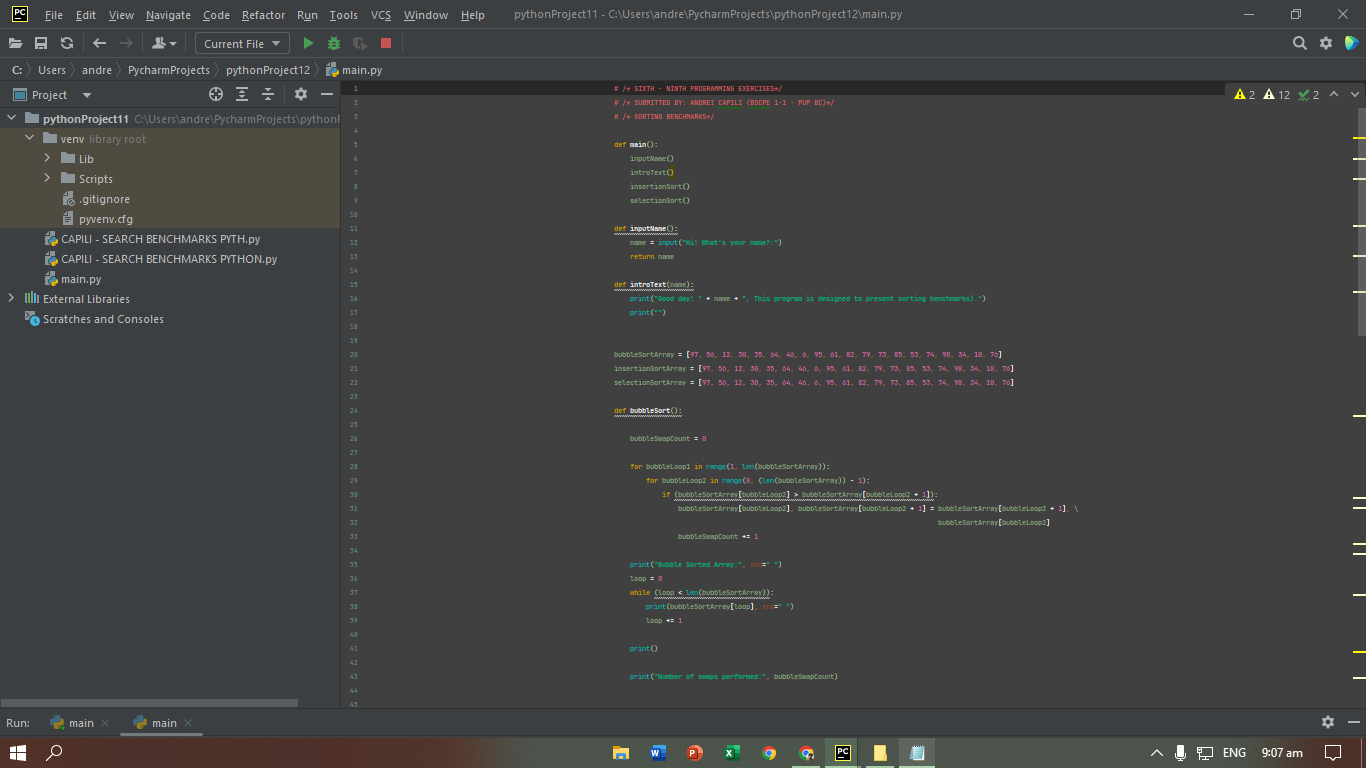 PC File Edit View Navigate Code Refactor Run Tools VCS Window Help pythonProject11 - C:\Users\andre\PycharmProjects\pythonProject12\main.py
Current File
C: Users andre PycharmProjects pythonProject12 main.py
Project
pythonProject11 C:\Users\andre\PycharmProjects\pythonP
venv library root
Lib
Scripts
.gitignore
pyvenv.cfg
CAPILI - SEARCH BENCHMARKS PYTH.py
CAPILI - SEARCH BENCHMARKS PYTHON.py
main.py
External Libraries
Scratches and Consoles
2 12 2
1 # /* SIXTH - NINTH PROGRAMMING EXERCISES*/
2 # /* SUBMITTED BY: ANDREI CAPILI (BSCPE 1-1 - PUP BC)*/
3 # /* SORTING BENCHMARKS*/
4
5 def main():
6 inputName()
7 introText()
8 insertionSort()
9 selectionSort()
10
11 def inputName():
12 name = input("Hi! What's your name?:")
13 return name
14
15 def introText(name):
16 print("Good day! " + name + ", This program is designed to present sorting benchmarks).")
17 print("")
18
19
20 bubbleSortArray = [97, 56, 12, 30, 35, 64, 46, 6, 95, 61, 82, 79, 73, 85, 53, 74, 98, 34, 10, 76]
21 insertionSortArray = [97, 56, 12, 30, 35, 64, 46, 6, 95, 61, 82, 79, 73, 85, 53, 74, 98, 34, 10, 76]
22 selectionSortArray = [97, 56, 12, 30, 35, 64, 46, 6, 95, 61, 82, 79, 73, 85, 53, 74, 98, 34, 10, 76]
23
24 def bubbleSort():
25
26 bubbleSwapCount = 0
27
28 for bubbleLoop1 in range(1, len(bubbleSortArray)):
29 for bubbleLoop2 in range(0, (len(bubbleSortArray)) - 1):
30 if (bubbleSortArray[bubbleLoop2] > bubbleSortArray[bubbleLoop2 + 1]):
31 bubbleSortArray[bubbleLoop2], bubbleSortArray[bubbleLoop2 + 1] = bubbleSortArray[bubbleLoop2 + 1], \
32 bubbleSortArray[bubbleLoop2]
33 bubbleSwapCount += 1
34
35 print("Bubble Sorted Array:", end=" ")
36 loop = 0
37 while (loop < len(bubbleSortArray)):
38 print(bubbleSortArray[loop], end=" ")
39 loop += 1
40
41 print()
42
43 print("Number of swaps performed:", bubbleSwapCount)
44
45
Run: main main
ENG 9:07 am